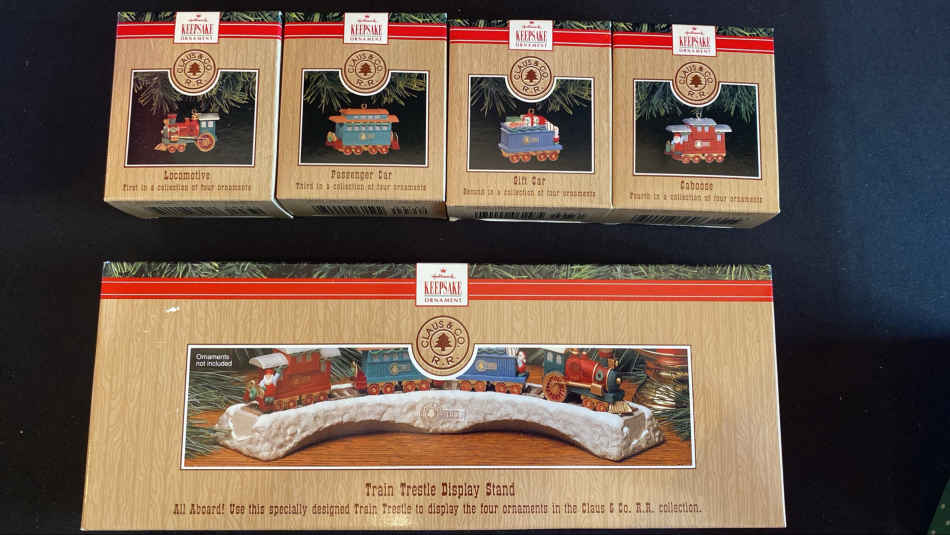 Hallmark
KEEPSAKE
ORNAMENT
CLAUS & CO.
R.R.
Locomotive
First in a collection of four ornaments
Hallmark
KEEPSAKE
ORNAMENT
CLAUS & CO.
R.R.
Passenger Car
Third in a collection of four ornaments
Hallmark
KEEPSAKE
ORNAMENT
CLAUS & CO.
R.R.
Gift Car
Second in a collection of four ornaments
Hallmark
KEEPSAKE
ORNAMENT
CLAUS & CO.
R.R.
Caboose
Fourth in a collection of four ornaments
Hallmark
KEEPSAKE
ORNAMENT
CLAUS & CO.
R.R.
Ornaments
not included
Train Trestle Display Stand
All Aboard! Use this specially designed Train Trestle to display the four ornaments in the Claus & Co. R.R. collection.